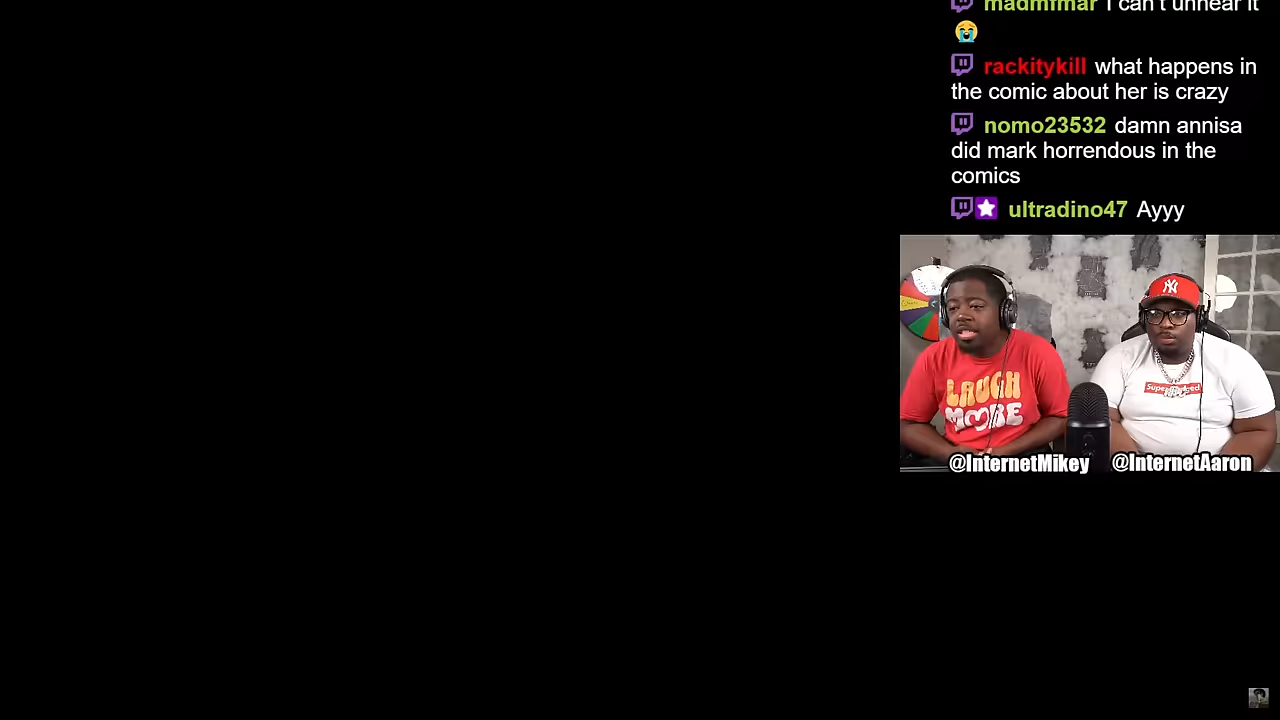 madmfmar I can't unhear it
😭
rackitykill what happens in
the comic about her is crazy
nomo23532 damn annisa
did mark horrendous in the
comics
ultradino47 Ayyy
NY
LAUGH
MORE
@InternetMikey @InternetAaron